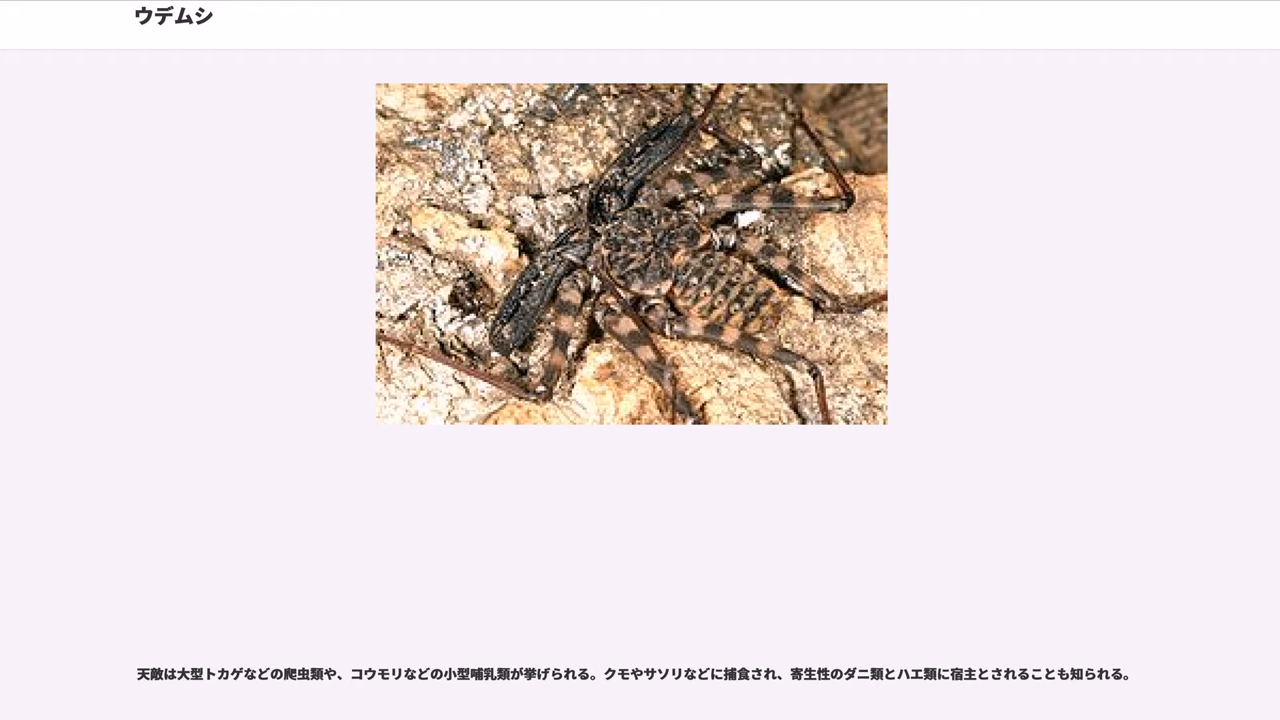 ウデムシ
天敵は大型トカゲなどの爬虫類や、コウモリなどの小型哺乳類が挙げられる。クモやサソリなどに捕食され、寄生性のダニ類とハエ類に宿主とされることも知られる。